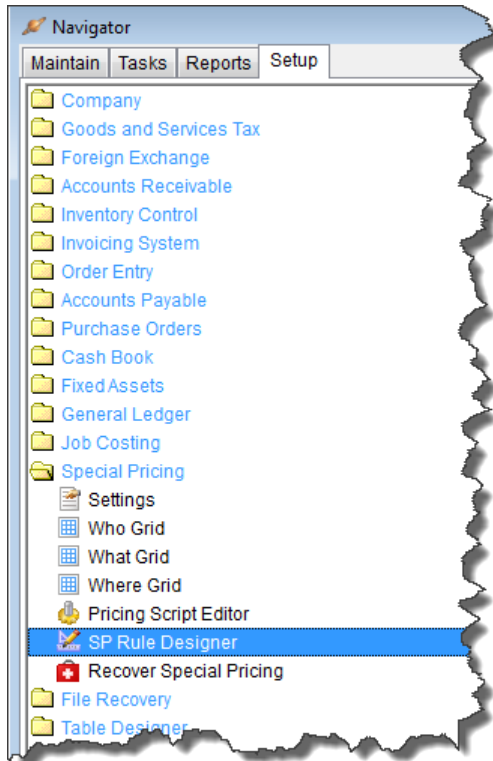 Navigator
Maintain Tasks Reports Setup
Company
Goods and Services Tax
Foreign Exchange
Accounts Receivable
Inventory Control
Invoicing System
Order Entry
Accounts Payable
Purchase Orders
Cash Book
Fixed Assets
General Ledger
Job Costing
Special Pricing
Settings
Who Grid
What Grid
Where Grid
Pricing Script Editor
SP Rule Designer
Recover Special Pricing
File Recovery
Table Designer